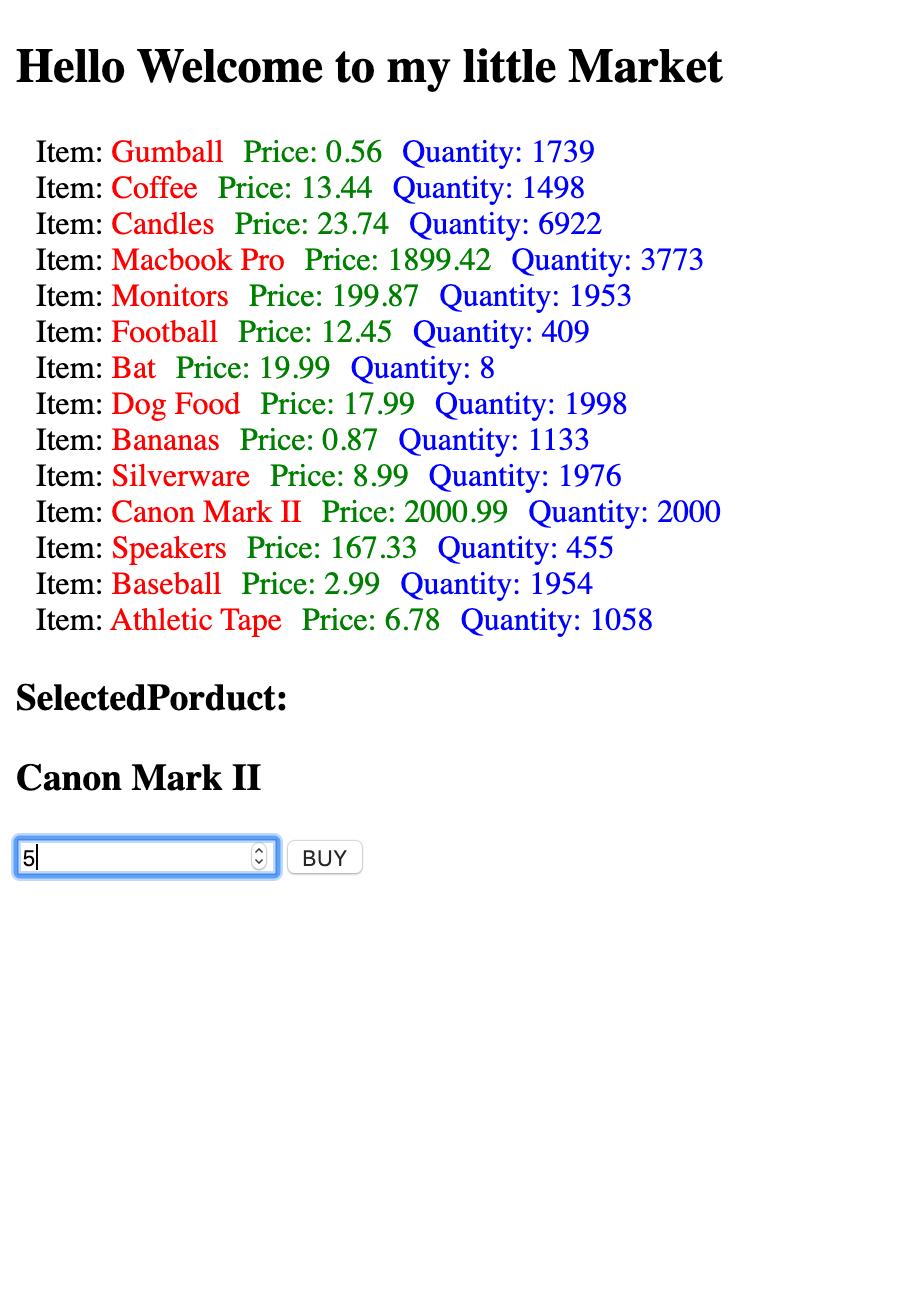 Hello Welcome to my little Market
Item: Gumball Price: 0.56 Quantity: 1739
Item: Coffee Price: 13.44 Quantity: 1498
Item: Candles Price: 23.74 Quantity: 6922
Item: Macbook Pro Price: 1899.42 Quantity: 3773
Item: Monitors Price: 199.87 Quantity: 1953
Item: Football Price: 12.45 Quantity: 409
Item: Bat Price: 19.99 Quantity: 8
Item: Dog Food Price: 17.99 Quantity: 1998
Item: Bananas Price: 0.87 Quantity: 1133
Item: Silverware Price: 8.99 Quantity: 1976
Item: Canon Mark II Price: 2000.99 Quantity: 2000
Item: Speakers Price: 167.33 Quantity: 455
Item: Baseball Price: 2.99 Quantity: 1954
Item: Athletic Tape Price: 6.78 Quantity: 1058
SelectedPorduct:
Canon Mark II
5 BUY